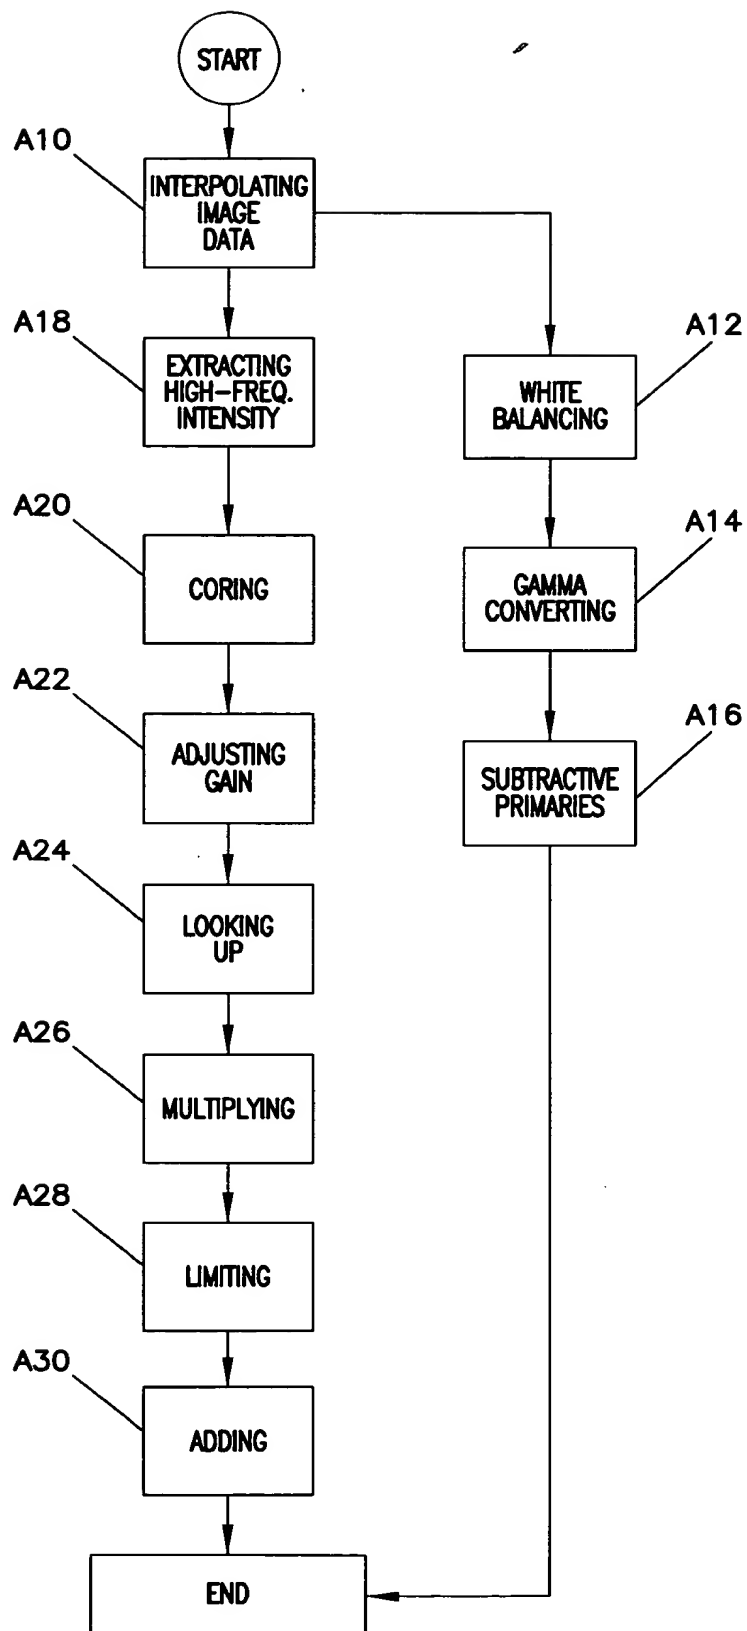 START
A10
INTERPOLATING
IMAGE
DATA
A18
EXTRACTING
HIGH-FREQ.
INTENSITY
A12
WHITE
BALANCING
A20
CORING
A14
GAMMA
CONVERTING
A22
ADJUSTING
GAIN
A16
SUBTRACTIVE
PRIMARIES
A24
LOOKING
UP
A26
MULTIPLYING
A28
LIMITING
A30
ADDING
END